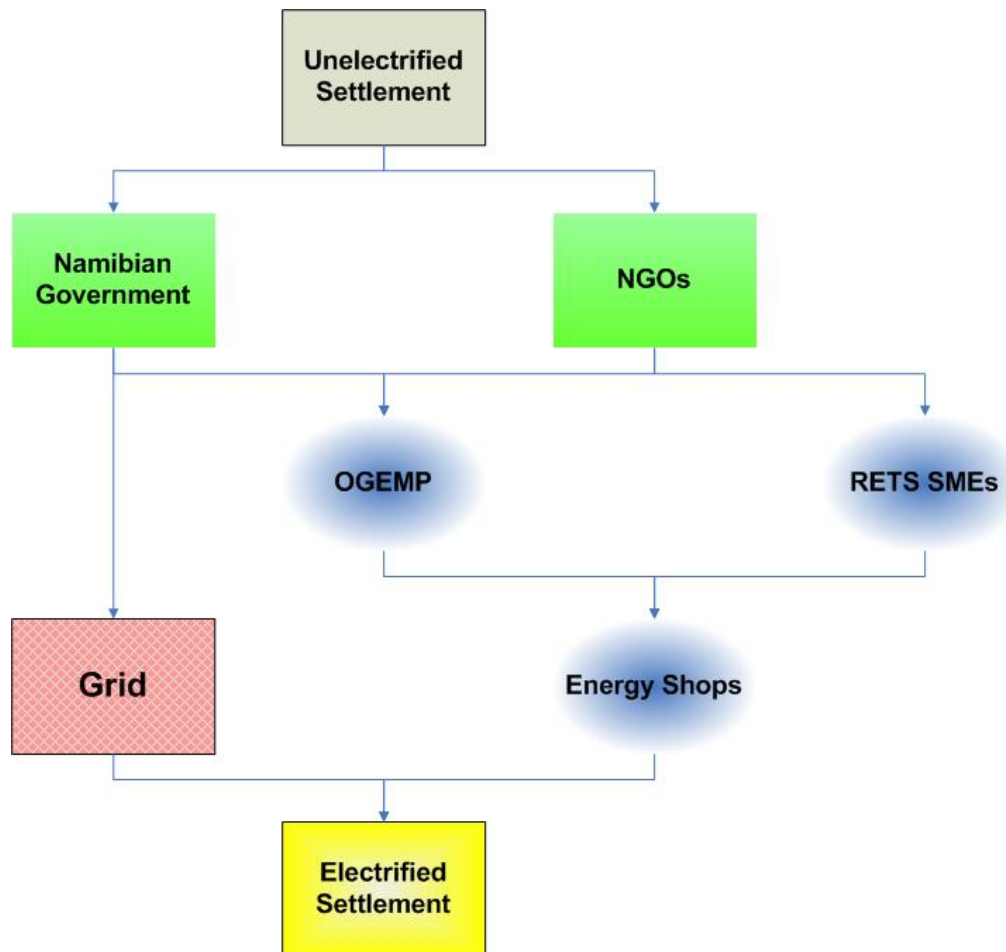 Unelectrified
Settlement
Namibian
Government
NGOs
OGEMP
RETS SMEs
Grid
Energy Shops
Electrified
Settlement